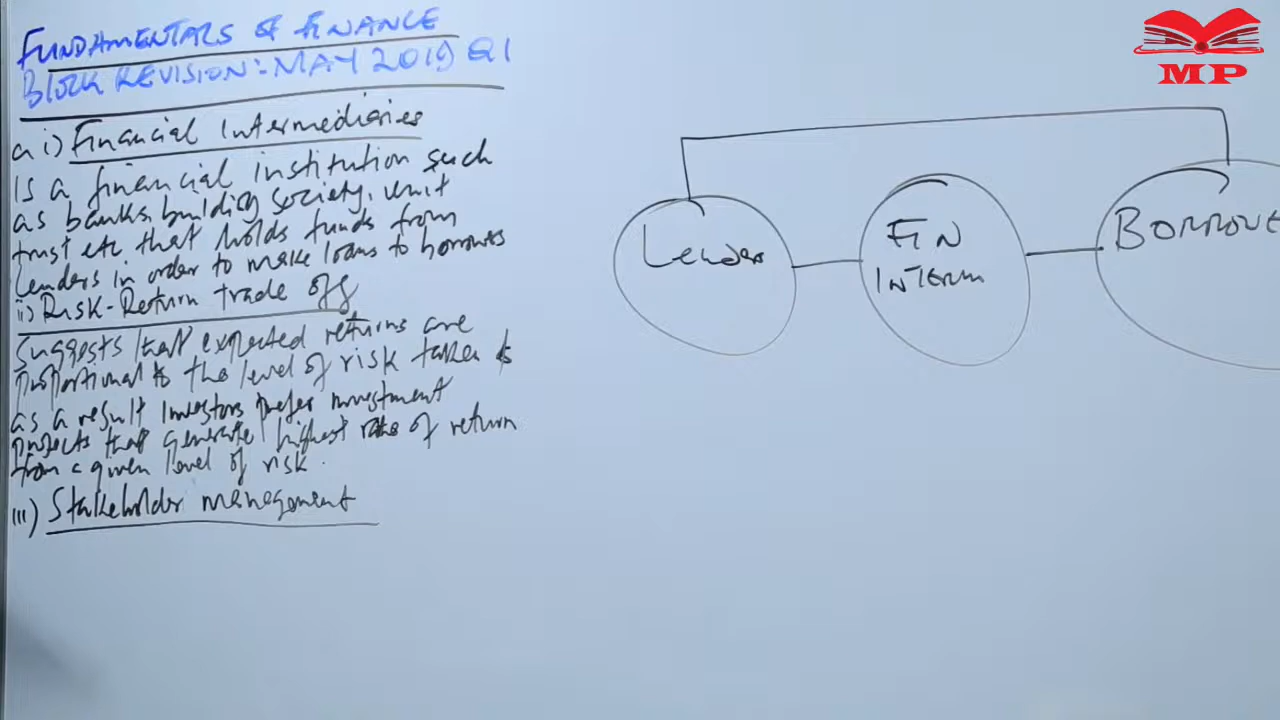 FUNDAMENTALS OF FINANCE
BLOCK REVISION:- MAY 2019 Q1
a i) Financial Intermediaries
Is a financial institution such
as banks, building society, unit
trust etc that holds funds from
lenders in order to make loans to borrowers
ii) Risk-Return trade off
Suggests that expected returns are
proportional to the level of risk taken &
as a result investors prefer investment
projects that generate highest rate of return
from a given level of risk.
iii) Stakeholder management
Lender
FIN
INTERM
BORROWE
MP